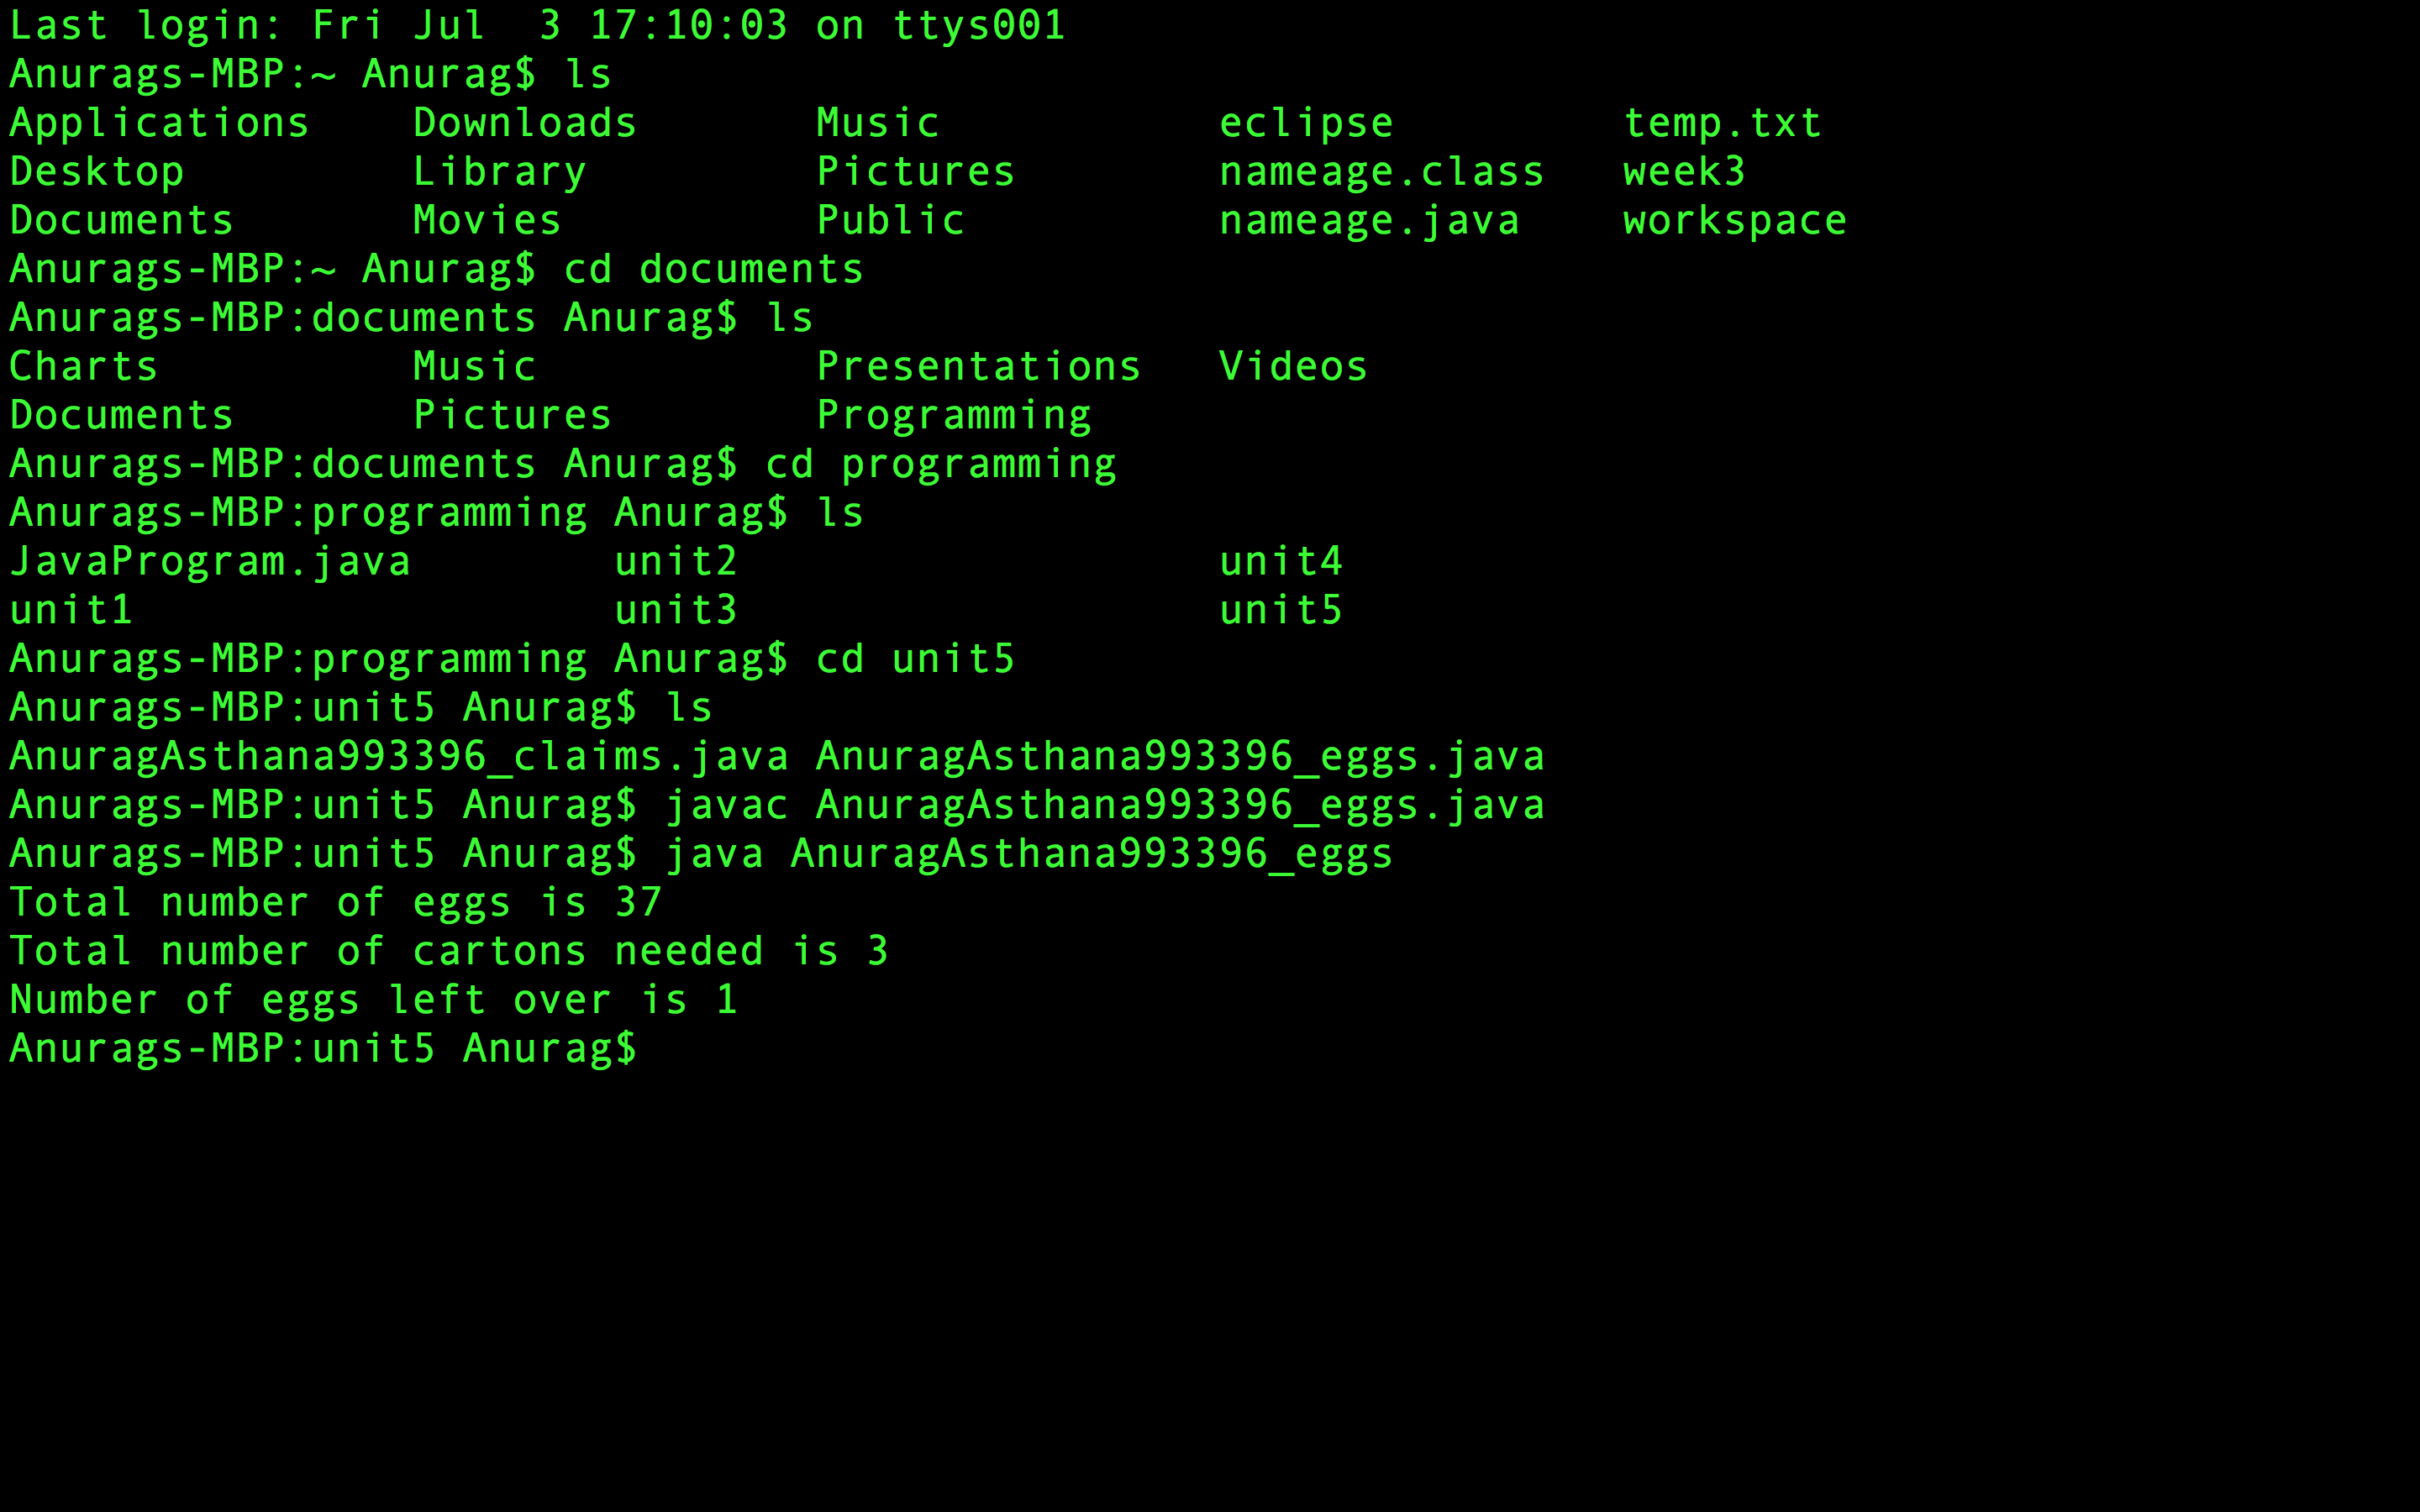 Last login: Fri Jul  3 17:10:03 on ttys001
Anurags-MBP:~ Anurag$ ls
Applications    Downloads       Music           eclipse         temp.txt
Desktop         Library         Pictures        nameage.class   week3
Documents       Movies          Public          nameage.java    workspace
Anurags-MBP:~ Anurag$ cd documents
Anurags-MBP:documents Anurag$ ls
Charts          Music           Presentations   Videos
Documents       Pictures        Programming
Anurags-MBP:documents Anurag$ cd programming
Anurags-MBP:programming Anurag$ ls
JavaProgram.java        unit2                   unit4
unit1                   unit3                   unit5
Anurags-MBP:programming Anurag$ cd unit5
Anurags-MBP:unit5 Anurag$ ls
AnuragAsthana993396_claims.java AnuragAsthana993396_eggs.java
Anurags-MBP:unit5 Anurag$ javac AnuragAsthana993396_eggs.java
Anurags-MBP:unit5 Anurag$ java AnuragAsthana993396_eggs
Total number of eggs is 37
Total number of cartons needed is 3
Number of eggs left over is 1
Anurags-MBP:unit5 Anurag$